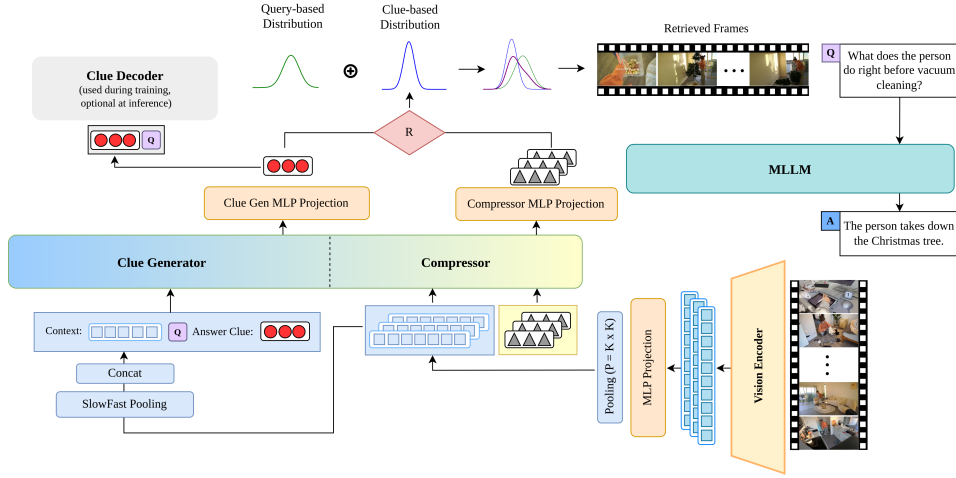 Query-based
Distribution
Clue-based
Distribution
Retrieved Frames
Clue Decoder
(used during training,
optional at inference)
Q
R
Q
What does the person
do right before vacuum
cleaning?
MLLM
A
The person takes down
the Christmas tree.
Clue Gen MLP Projection
Compressor MLP Projection
Clue Generator
Compressor
Context:
Q
Answer Clue:
Concat
SlowFast Pooling
Pooling (P = K x K)
MLP Projection
Vision Encoder